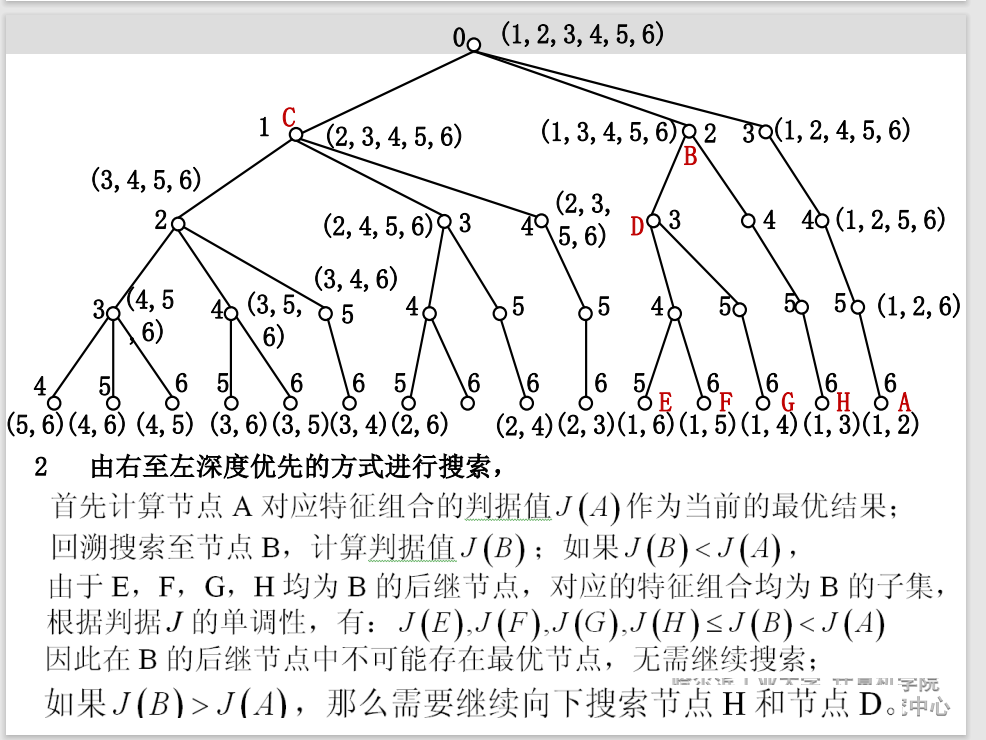 0 (1,2,3,4,5,6)
1 C (2,3,4,5,6) (1,3,4,5,6) 2 B 3 (1,2,4,5,6)
(3,4,5,6)
2 (2,4,5,6) 3 4 (2,3,
5,6) D 3 4 4 (1,2,5,6)
(3,4,6)
3 (4,5 4 (3,5, 5 4 5 5 4 5 5 5 (1,2,6)
,6) 6)
4 5 6 5 6 6 5 6 6 6 5 E 6 F 6 G 6 H 6 A
(5,6) (4,6) (4,5) (3,6) (3,5) (3,4) (2,6) (2,4) (2,3) (1,6) (1,5) (1,4) (1,3) (1,2)
2 由右至左深度优先的方式进行搜索，
首先计算节点 A 对应特征组合的判据值 J(A) 作为当前的最优结果；
回溯搜索至节点 B，计算判据值 J(B)；如果 J(B)<J(A)，
由于 E，F，G，H 均为 B 的后继节点，对应的特征组合均为 B 的子集，
根据判据 J 的单调性，有：J(E),J(F),J(G),J(H)≤J(B)<J(A)
因此在 B 的后继节点中不可能存在最优节点，无需继续搜索；
如果 J(B)>J(A)，那么需要继续向下搜索节点 H 和节点 D。
学院
中心